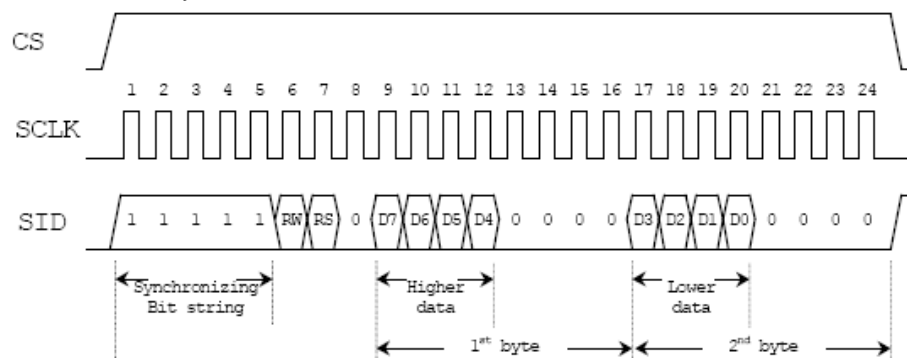 CS
1 2 3 4 5 6 7 8 9 10 11 12 13 14 15 16 17 18 19 20 21 22 23 24
SCLK
SID 1 1 1 1 1 RW RS 0 D7 D6 D5 D4 0 0 0 0 D3 D2 D1 D0 0 0 0 0
Synchronizing Higher Lower
Bit string data data
1st byte 2nd byte